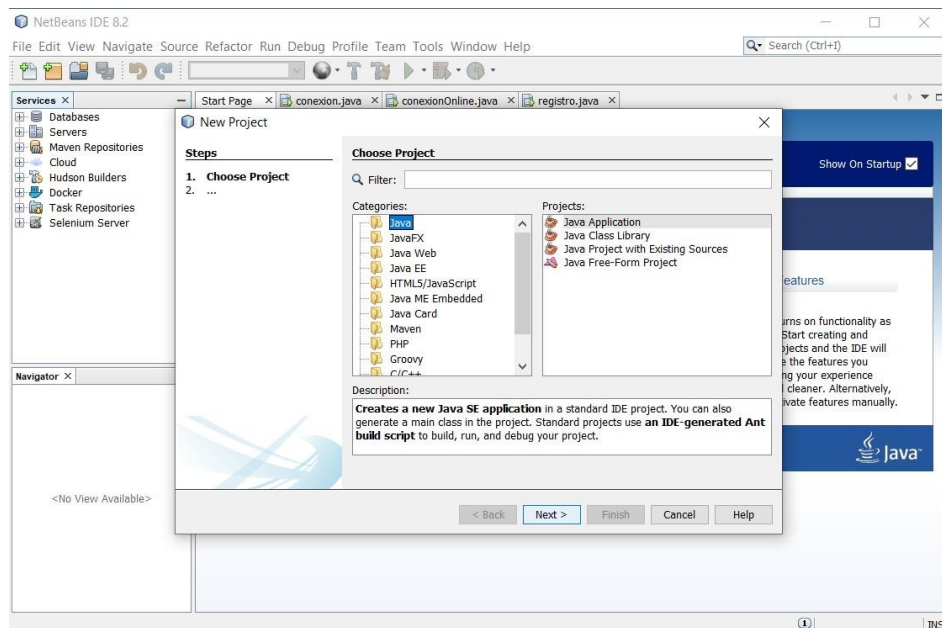 NetBeans IDE 8.2
File Edit View Navigate Source Refactor Run Debug Profile Team Tools Window Help
Search (Ctrl+I)
Services
Start Page
conexion.java
conexionOnline.java
registro.java
Databases
Servers
Maven Repositories
Cloud
Hudson Builders
Docker
Task Repositories
Selenium Server
Navigator
<No View Available>
New Project
Steps
1. Choose Project
2. ...
Choose Project
Filter:
Categories:
Java
JavaFX
Java Web
Java EE
HTML5/JavaScript
Java ME Embedded
Java Card
Maven
PHP
Groovy
C/C++
Projects:
Java Application
Java Class Library
Java Project with Existing Sources
Java Free-Form Project
Description:
Creates a new Java SE application in a standard IDE project. You can also
generate a main class in the project. Standard projects use an IDE-generated Ant
build script to build, run, and debug your project.
< Back
Next >
Finish
Cancel
Help
Show On Startup
eatures
urns on functionality as
Start creating and
ojects and the IDE will
e the features you
ng your experience
l cleaner. Alternatively,
ivate features manually.
Java
1
INS